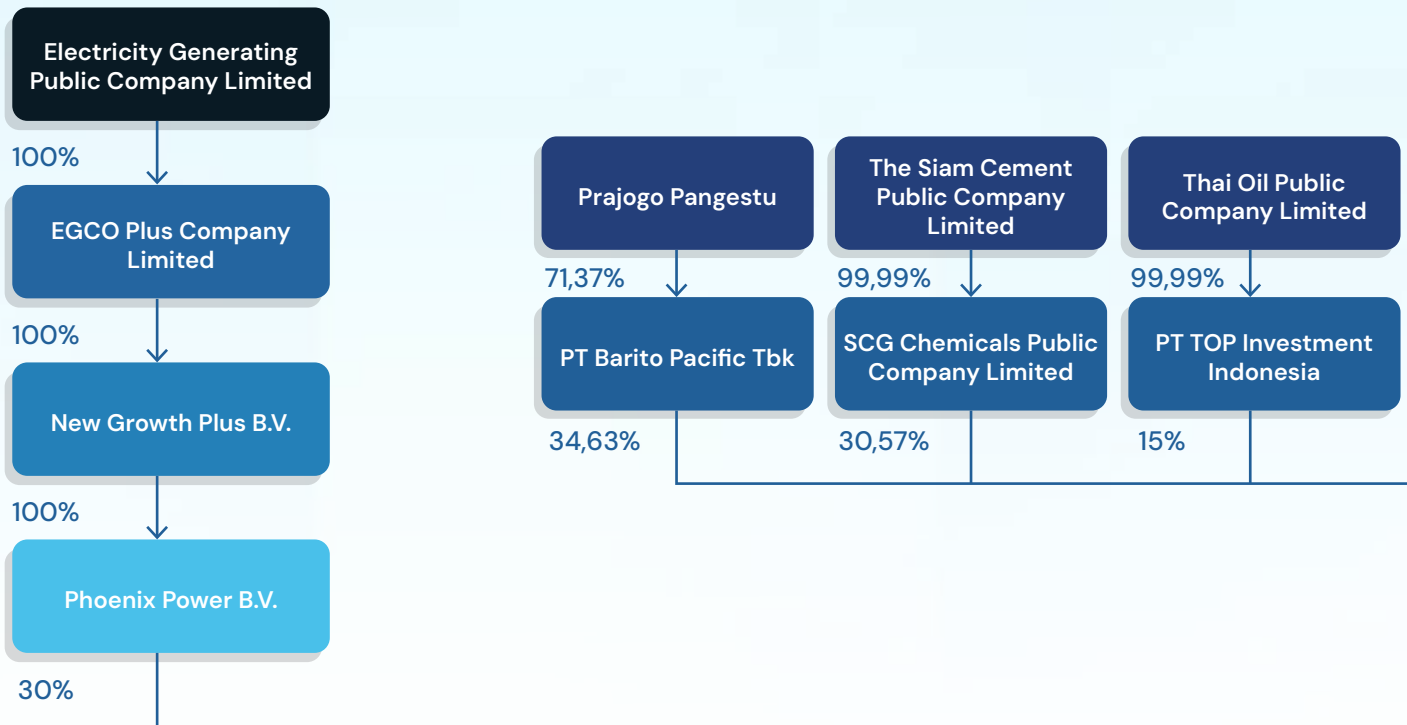 Electricity Generating
Public Company Limited
100%
EGCO Plus Company
Limited
100%
New Growth Plus B.V.
100%
Phoenix Power B.V.
30%
Prajogo Pangestu
71,37%
PT Barito Pacific Tbk
34,63%
The Siam Cement
Public Company
Limited
99,99%
SCG Chemicals Public
Company Limited
30,57%
Thai Oil Public
Company Limited
99,99%
PT TOP Investment
Indonesia
15%